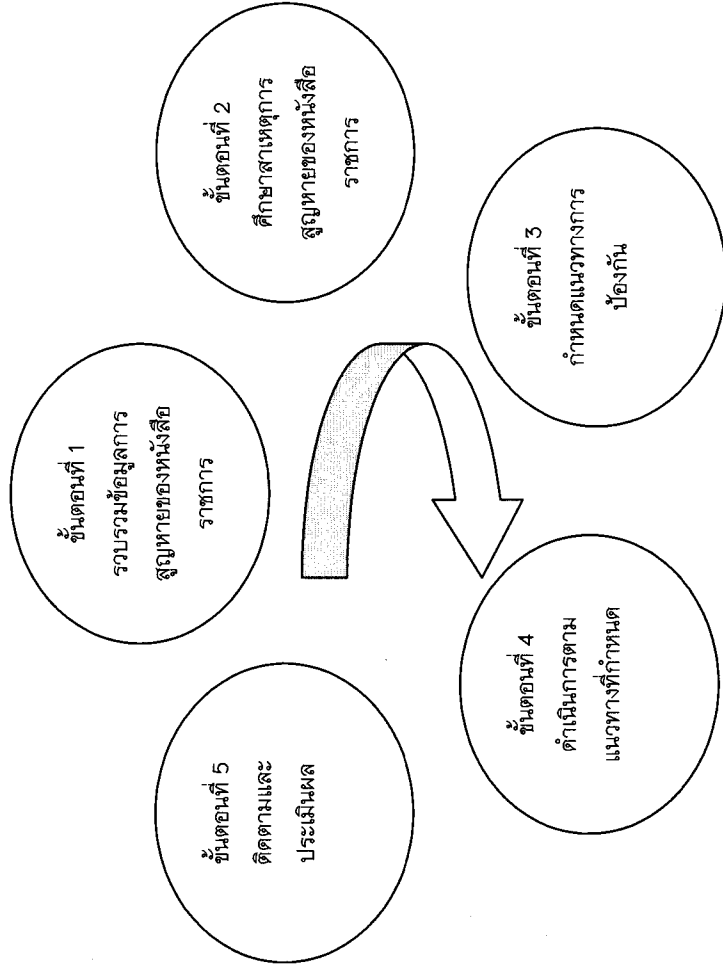 ขั้นตอนที่ 1
รวบรวมข้อมูลการ
สูญหายของหนังสือ
ราชการ
ขั้นตอนที่ 2
ศึกษาสาเหตุการ
สูญหายของหนังสือ
ราชการ
ขั้นตอนที่ 3
กำหนดแนวทางการ
ป้องกัน
ขั้นตอนที่ 4
ดำเนินการตาม
แนวทางที่กำหนด
ขั้นตอนที่ 5
ติดตามและ
ประเมินผล